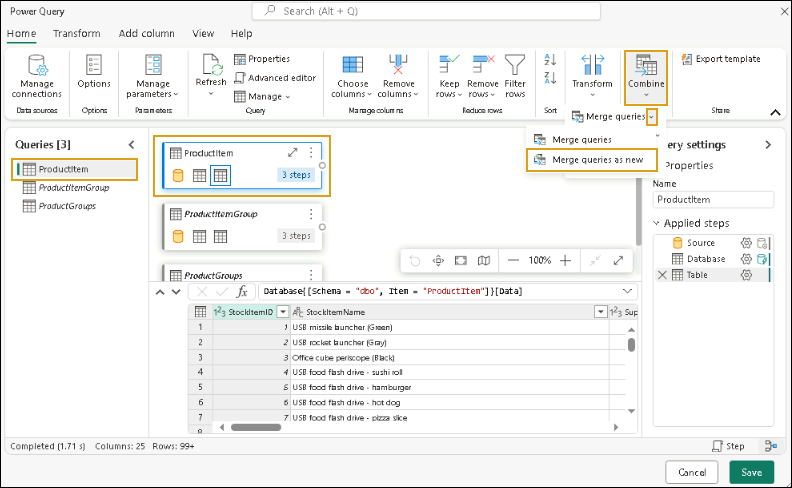 Power Query
Search (Alt + Q)
Home Transform Add column View Help
Manage connections
Options
Manage parameters
Refresh
Properties
Advanced editor
Manage
Choose columns
Remove columns
Keep rows
Remove rows
Filter rows
Transform
Combine
Export template
Data sources Options Parameters Query Manage columns Reduce rows Sort Share
Merge queries
Merge queries
Merge queries as new
Queries [3]
ProductItem
ProductItemGroup
ProductGroups
ProductItem
3 steps
ProductItemGroup
3 steps
ProductGroups
100%
fx Database{[Schema = "dbo", Item = "ProductItem"]}[Data]
1²3 StockItemID
ABC StockItemName
1²3 Sup
1 1 USB missile launcher (Green)
2 2 USB rocket launcher (Gray)
3 3 Office cube periscope (Black)
4 4 USB food flash drive - sushi roll
5 5 USB food flash drive - hamburger
6 6 USB food flash drive - hot dog
7 7 USB food flash drive - pizza slice
8
ery settings
Properties
Name
ProductItem
Applied steps
Source
Database
Table
Completed (1.71 s) Columns: 25 Rows: 99+
Step
Cancel
Save